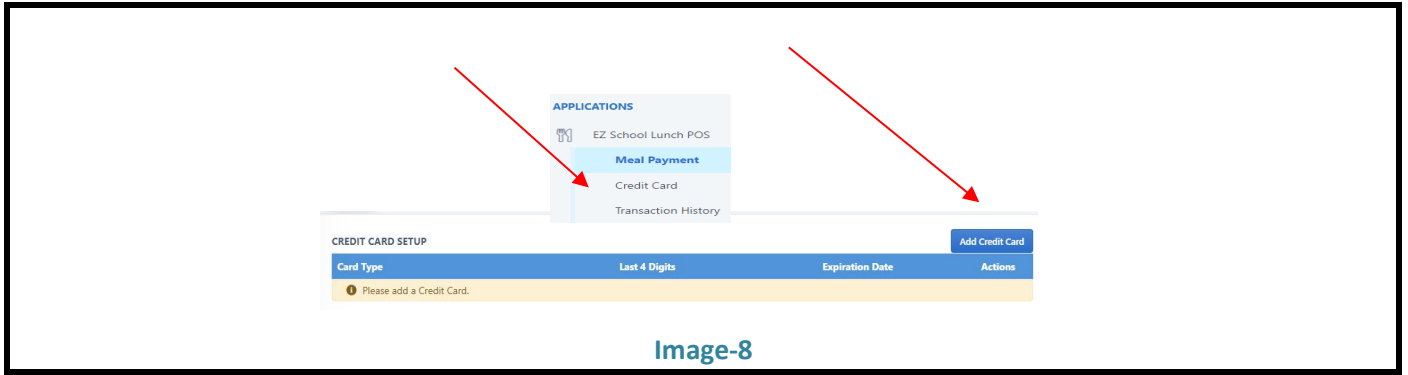 APPLICATIONS
EZ School Lunch POS
Meal Payment
Credit Card
Transaction History
CREDIT CARD SETUP Add Credit Card
Card Type Last 4 Digits Expiration Date Actions
Please add a Credit Card.
Image-8